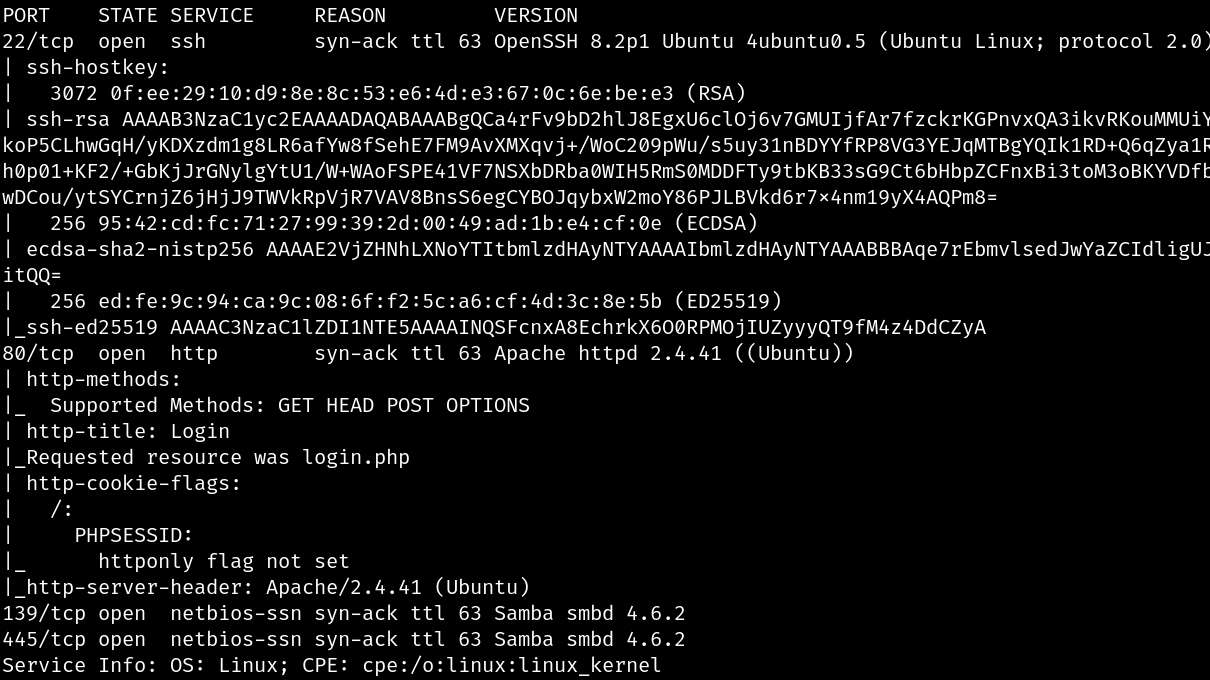 PORT    STATE SERVICE     REASON         VERSION
22/tcp  open  ssh         syn-ack ttl 63 OpenSSH 8.2p1 Ubuntu 4ubuntu0.5 (Ubuntu Linux; protocol 2.0)
| ssh-hostkey:
|   3072 0f:ee:29:10:d9:8e:8c:53:e6:4d:e3:67:0c:6e:be:e3 (RSA)
| ssh-rsa AAAAB3NzaC1yc2EAAAADAQABAAABgQCa4rFv9bD2hlJ8EgxU6clOj6v7GMUIjfAr7fzckrKGPnvxQA3ikvRKouMMUiY
koP5CLhwGqH/yKDXzdm1g8LR6afYw8fSehE7FM9AvXMXqvj+/WoC209pWu/s5uy31nBDYYfRP8VG3YEJqMTBgYQIk1RD+Q6qZya1R
h0p01+KF2/+GbKjJrGNylgYtU1/W+WAoFSPE41VF7NSXbDRba0WIH5RmS0MDDFTy9tbKB33sG9Ct6bHbpZCFnxBi3toM3oBKYVDfb
wDCou/ytSYCrnjZ6jHjJ9TWVkRpVjR7VAV8BnsS6egCYBOJqybxW2moY86PJLBVkd6r7×4nm19yX4AQPm8=
|   256 95:42:cd:fc:71:27:99:39:2d:00:49:ad:1b:e4:cf:0e (ECDSA)
| ecdsa-sha2-nistp256 AAAAE2VjZHNhLXNoYTItbmlzdHAyNTYAAAAIbmlzdHAyNTYAAABBBAqe7rEbmvlsedJwYaZCIdligUJ
itQQ=
|   256 ed:fe:9c:94:ca:9c:08:6f:f2:5c:a6:cf:4d:3c:8e:5b (ED25519)
|_ssh-ed25519 AAAAC3NzaC1lZDI1NTE5AAAAINQSFcnxA8EchrkX6O0RPMOjIUZyyyQT9fM4z4DdCZyA
80/tcp  open  http        syn-ack ttl 63 Apache httpd 2.4.41 ((Ubuntu))
| http-methods:
|_  Supported Methods: GET HEAD POST OPTIONS
| http-title: Login
|_Requested resource was login.php
| http-cookie-flags:
|   /:
|     PHPSESSID:
|_      httponly flag not set
|_http-server-header: Apache/2.4.41 (Ubuntu)
139/tcp open  netbios-ssn syn-ack ttl 63 Samba smbd 4.6.2
445/tcp open  netbios-ssn syn-ack ttl 63 Samba smbd 4.6.2
Service Info: OS: Linux; CPE: cpe:/o:linux:linux_kernel